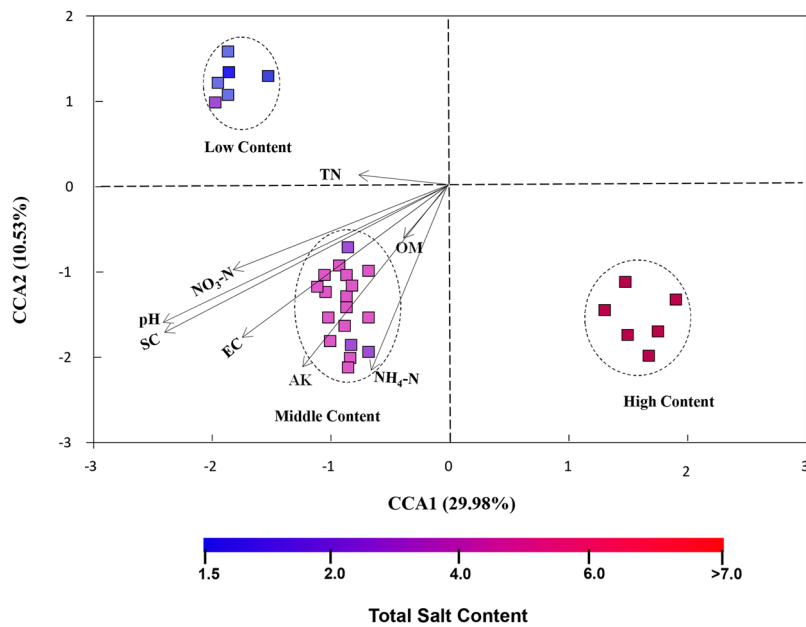 2
1
0
-1
-2
-3
CCA2 (10.53%)
Low Content
TN
OM
NO3-N
pH
SC
EC
AK
NH4-N
Middle Content
High Content
-3 -2 -1 0 1 2 3
CCA1 (29.98%)
1.5 2.0 4.0 6.0 >7.0
Total Salt Content